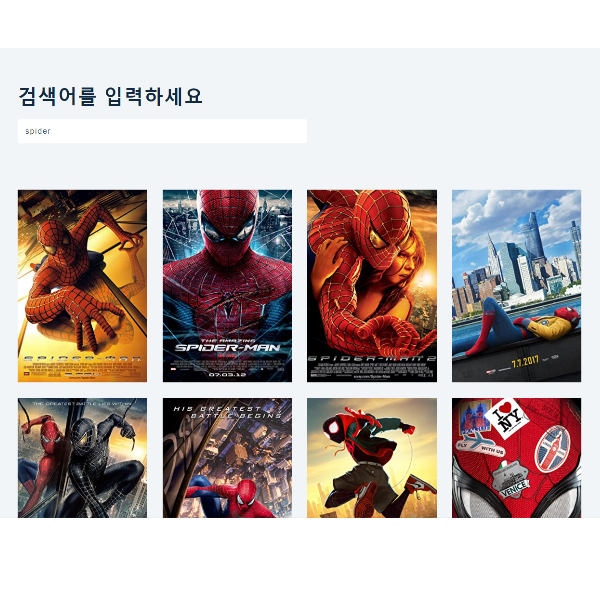 검색어를 입력하세요
spider
SPIDER-MAN
THE AMAZING
SPIDER-MAN
07.03.12
SPIDER-MAN 2
7.7.2017
THE GREATEST BATTLE LIES WITHIN
HIS GREATEST
BATTLE BEGINS
I ♥
NY
FLY
WITH US
VENICE